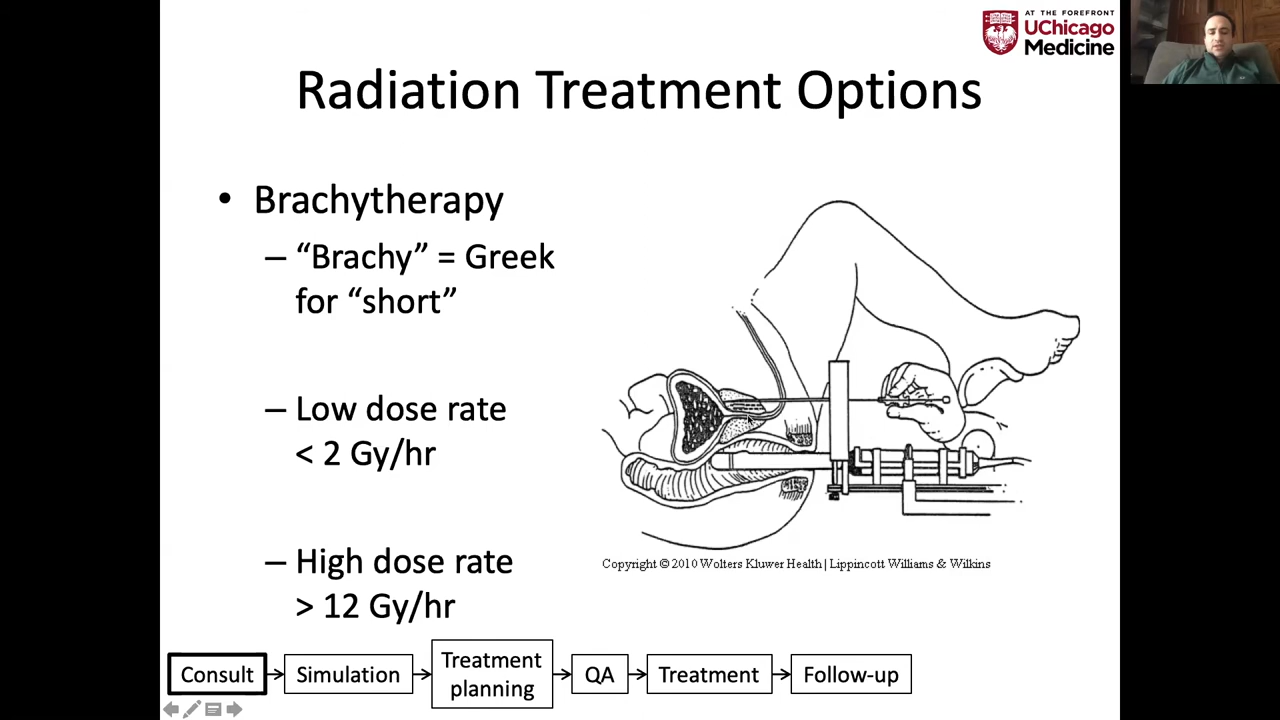 AT THE FOREFRONT
UChicago
Medicine
Radiation Treatment Options
• Brachytherapy
– “Brachy” = Greek
for “short”
– Low dose rate
< 2 Gy/hr
– High dose rate
> 12 Gy/hr
Copyright © 2010 Wolters Kluwer Health | Lippincott Williams & Wilkins
Consult
Simulation
Treatment
planning
QA
Treatment
Follow-up